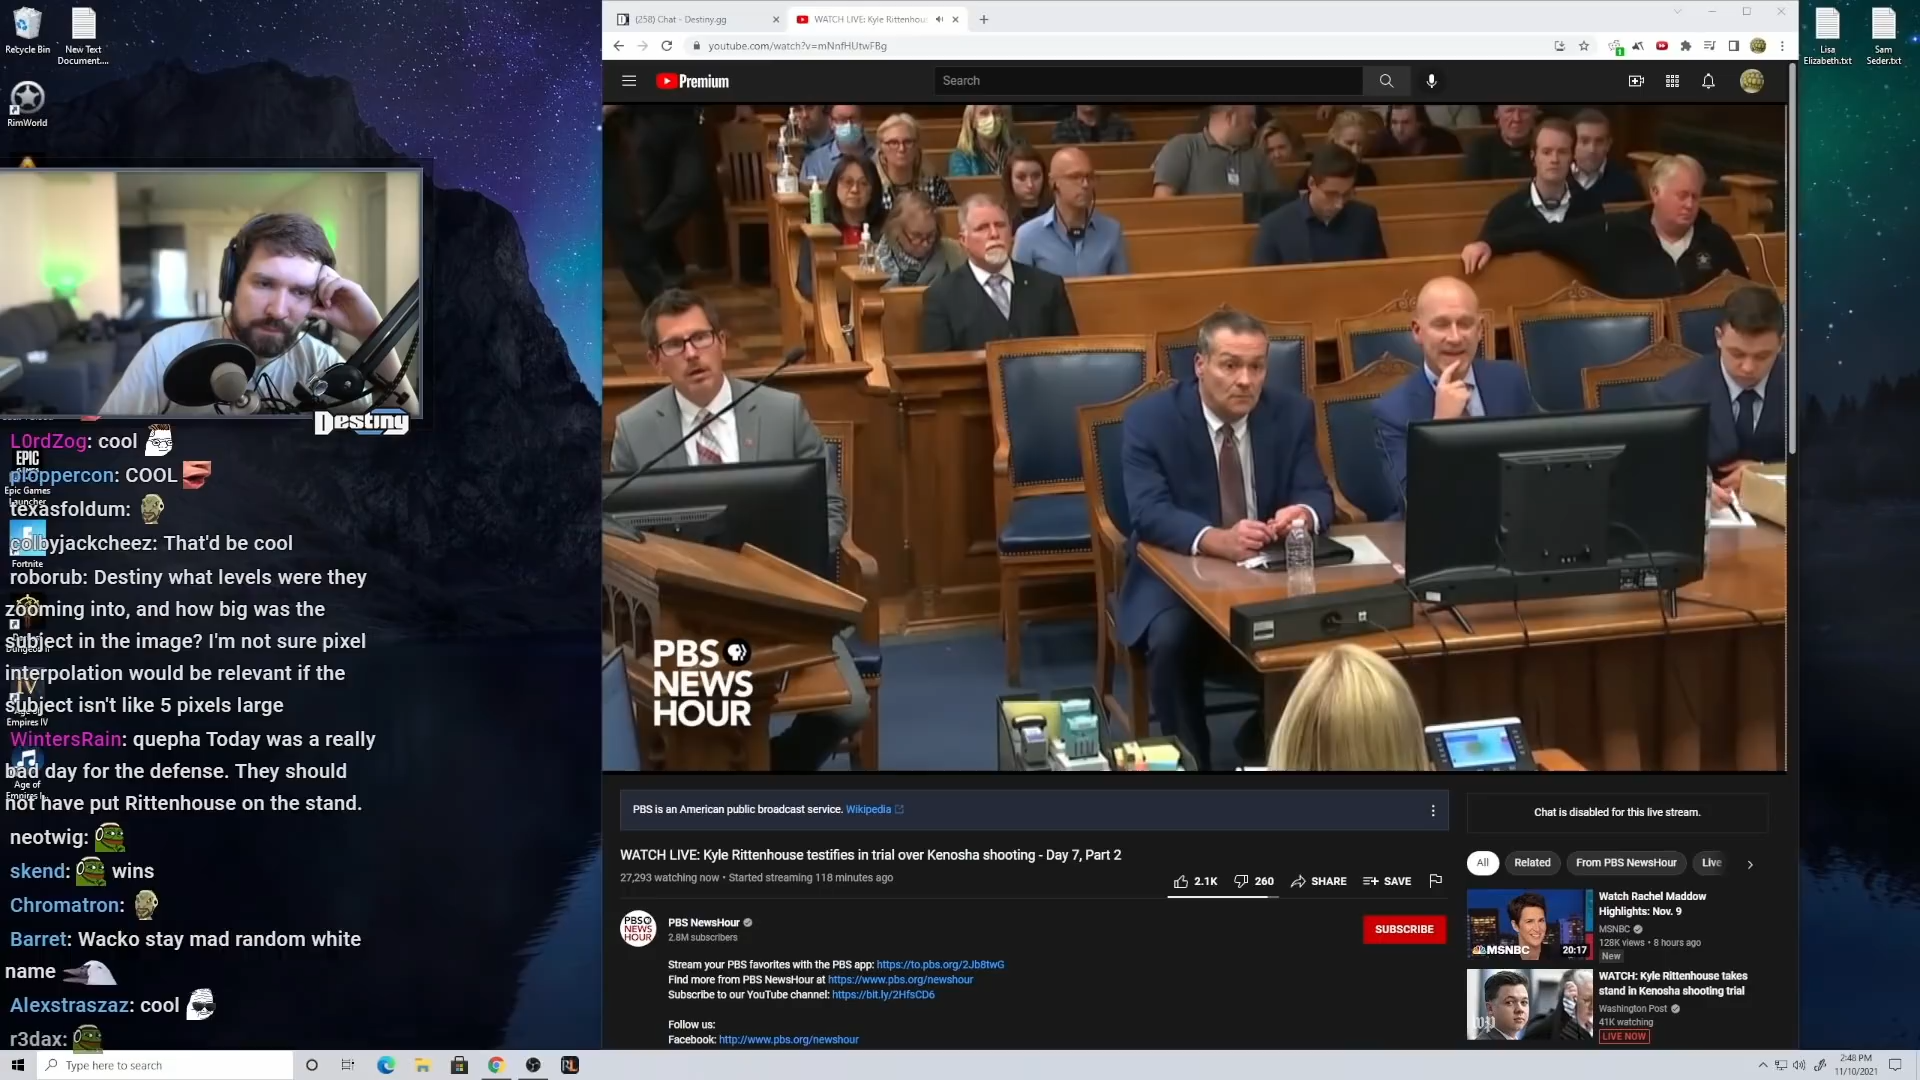 Recycle Bin
New Text
Document....
RimWorld
Destiny
L0rdZog: cool
ploppercon: COOL
EPIC
Epic Games
Launcher
texasfoldum:
colbyjackcheez: That'd be cool
Fortnite
roborub: Destiny what levels were they
zooming into, and how big was the
subject in the image? I'm not sure pixel
interpolation would be relevant if the
subject isn't like 5 pixels large
IV
Empires IV
WintersRain: quepha Today was a really
bad day for the defense. They should
not have put Rittenhouse on the stand.
Age of
neotwig:
skend: wins
Chromatron:
Barret: Wacko stay mad random white
name
Alexstraszaz: cool
r3dax:
Type here to search
(258) Chat - Destiny.gg
WATCH LIVE: Kyle Rittenhou
youtube.com/watch?v=mNnfHUtwFBg
Premium
Search
PBS
NEWS
HOUR
PBS is an American public broadcast service. Wikipedia
WATCH LIVE: Kyle Rittenhouse testifies in trial over Kenosha shooting - Day 7, Part 2
27,293 watching now • Started streaming 118 minutes ago
2.1K
260
SHARE
SAVE
PBS
NEWS
HOUR
PBS NewsHour
2.8M subscribers
SUBSCRIBE
Stream your PBS favorites with the PBS app: https://to.pbs.org/2Jb8twG
Find more from PBS NewsHour at https://www.pbs.org/newshour
Subscribe to our YouTube channel: https://bit.ly/2HfsCD6
Follow us:
Facebook: http://www.pbs.org/newshour
Chat is disabled for this live stream.
All
Related
From PBS NewsHour
Live
MSNBC
20:17
Watch Rachel Maddow
Highlights: Nov. 9
MSNBC
128K views • 8 hours ago
New
wp
WATCH: Kyle Rittenhouse takes
stand in Kenosha shooting trial
Washington Post
41K watching
LIVE NOW
Lisa
Elizabeth.txt
Sam
Seder.txt
2:48 PM
11/10/2021